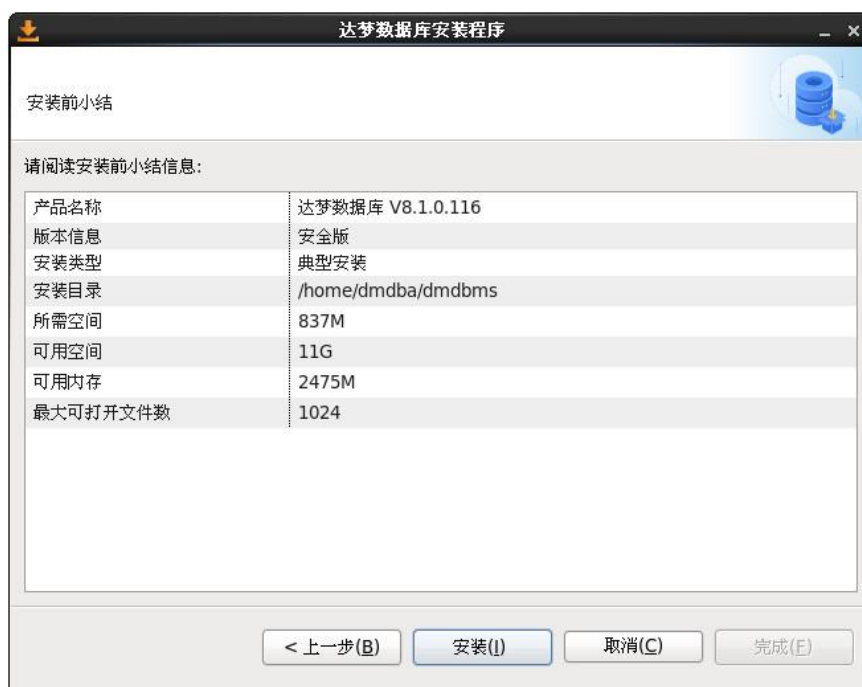 达梦数据库安装程序
安装前小结
请阅读安装前小结信息:
产品名称 达梦数据库 V8.1.0.116
版本信息 安全版
安装类型 典型安装
安装目录 /home/dmdba/dmdbms
所需空间 837M
可用空间 11G
可用内存 2475M
最大可打开文件数 1024
< 上一步(B) 安装(I) 取消(C) 完成(F)